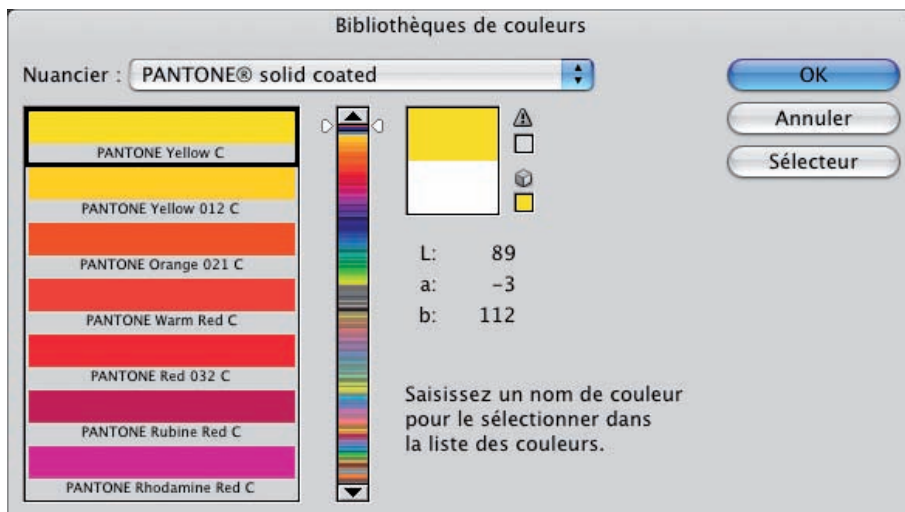 Bibliothèques de couleurs
Nuancier : PANTONE® solid coated
OK
Annuler
Sélecteur
PANTONE Yellow C
PANTONE Yellow 012 C
PANTONE Orange 021 C
PANTONE Warm Red C
PANTONE Red 032 C
PANTONE Rubine Red C
PANTONE Rhodamine Red C
L: 89
a: −3
b: 112
Saisissez un nom de couleur
pour le sélectionner dans
la liste des couleurs.